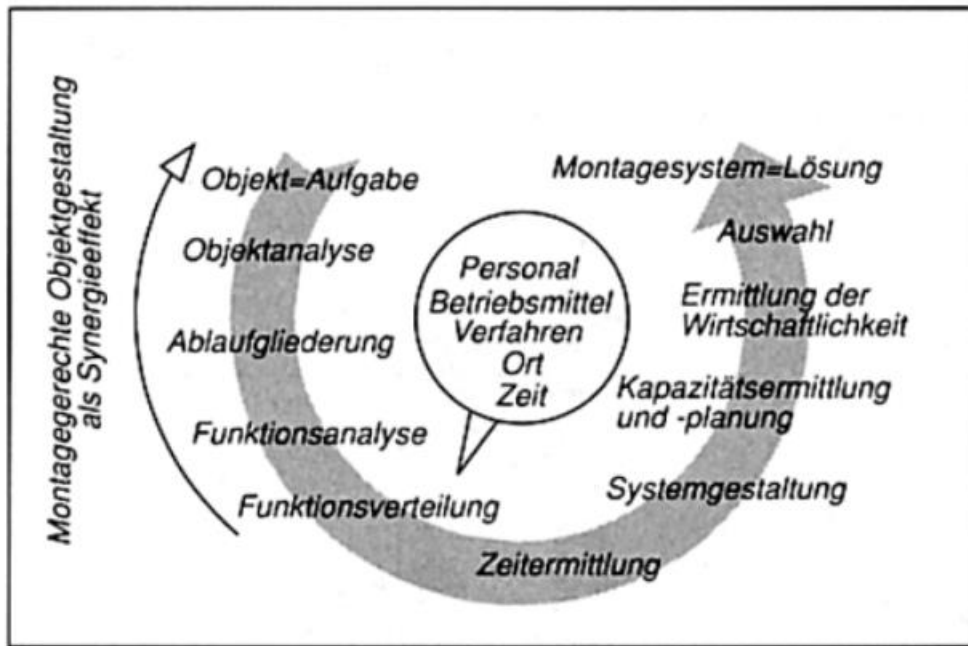 Montagegerechte Objektgestaltung
als Synergieeffekt
Objekt=Aufgabe
Objektanalyse
Ablaufgliederung
Funktionsanalyse
Funktionsverteilung
Zeitermittlung
Systemgestaltung
Kapazitätsermittlung
und -planung
Ermittlung der
Wirtschaftlichkeit
Auswahl
Montagesystem=Lösung
Personal
Betriebsmittel
Verfahren
Ort
Zeit